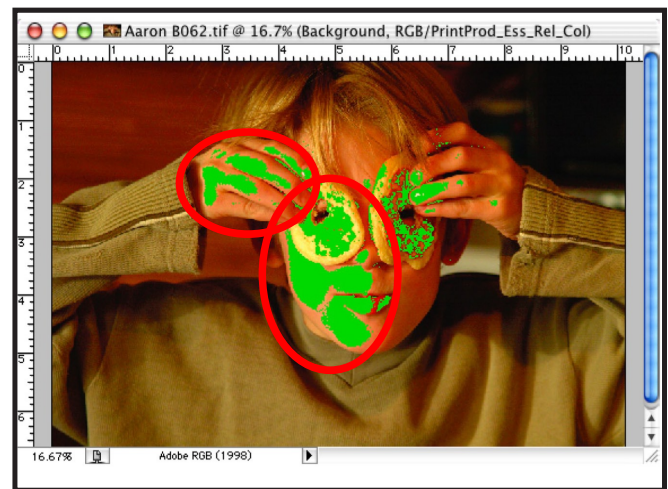 Aaron B062.tif @ 16.7% (Background, RGB/PrintProd_Ess_Rel_Col)
0 1 2 3 4 5 6 7 8 9 10
0
1
2
3
4
5
6
16.67% Adobe RGB (1998)